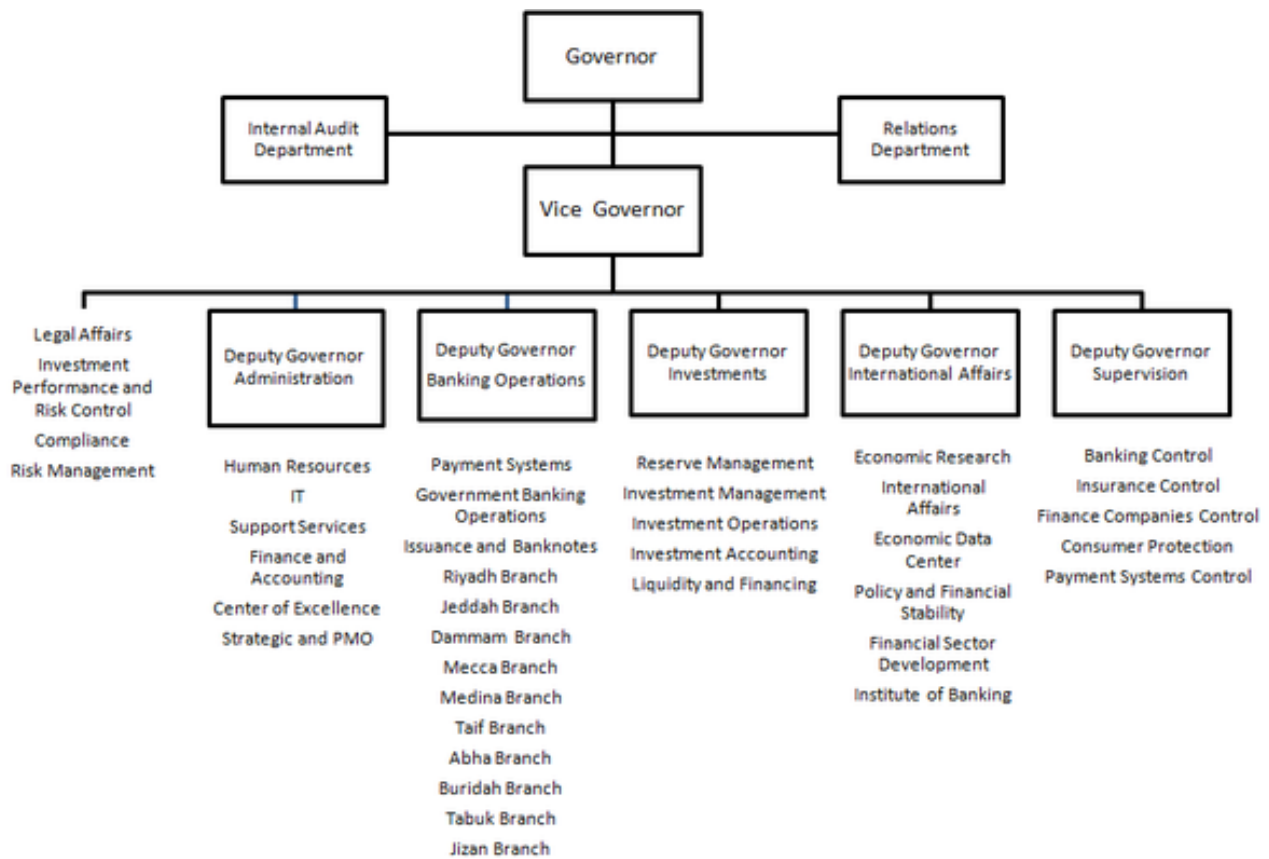 Governor
Internal Audit
Department
Relations
Department
Vice Governor
Legal Affairs
Investment
Performance and
Risk Control
Compliance
Risk Management
Deputy Governor
Administration
Human Resources
IT
Support Services
Finance and
Accounting
Center of Excellence
Strategic and PMO
Deputy Governor
Banking Operations
Payment Systems
Government Banking
Operations
Issuance and Banknotes
Riyadh Branch
Jeddah Branch
Dammam Branch
Mecca Branch
Medina Branch
Taif Branch
Abha Branch
Buridah Branch
Tabuk Branch
Jizan Branch
Deputy Governor
Investments
Reserve Management
Investment Management
Investment Operations
Investment Accounting
Liquidity and Financing
Deputy Governor
International Affairs
Economic Research
International
Affairs
Economic Data
Center
Policy and Financial
Stability
Financial Sector
Development
Institute of Banking
Deputy Governor
Supervision
Banking Control
Insurance Control
Finance Companies Control
Consumer Protection
Payment Systems Control